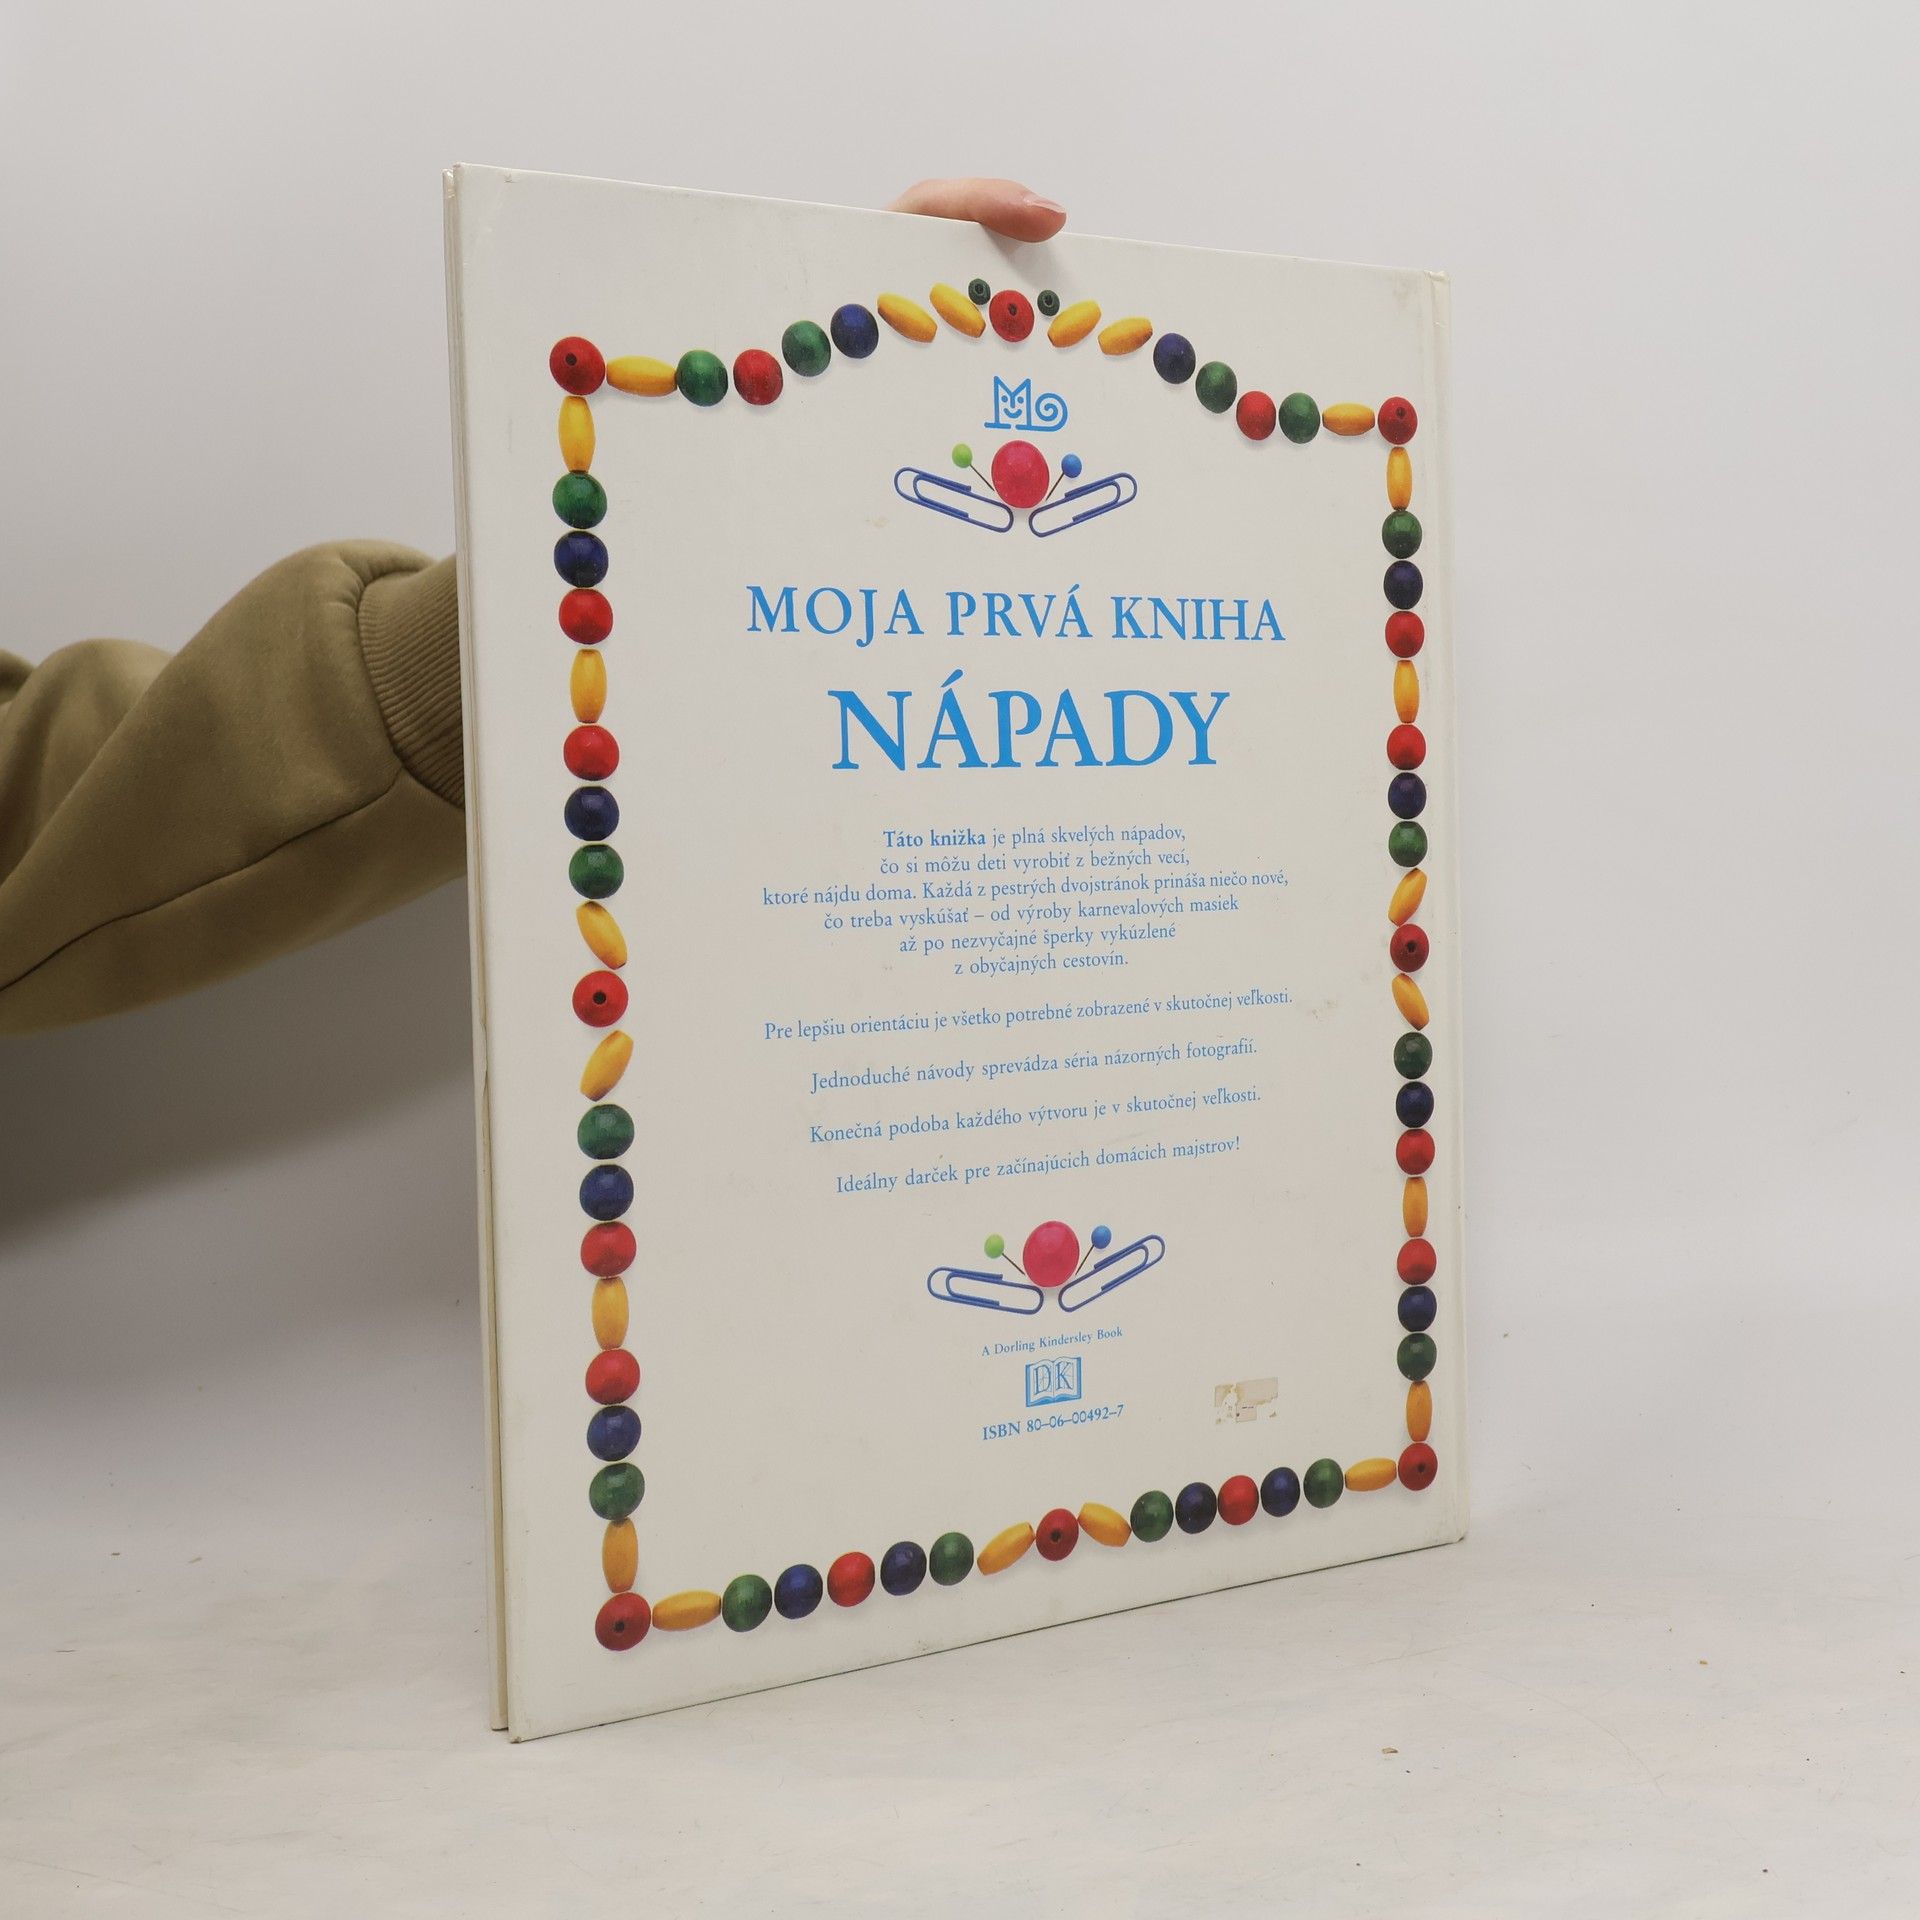 MOJA PRVÁ KNIHA
NÁPADY
Táto knižka je plná skvelých nápadov,
čo si môžu deti vyrobiť z bežných vecí,
ktoré nájdu doma. Každá z pestrých dvojstránok prináša niečo nové,
čo treba vyskúšať – od výroby karnevalových masiek
až po nezvyčajné šperky vykúzlené
z obyčajných cestovín.
Pre lepšiu orientáciu je všetko potrebné zobrazené v skutočnej veľkosti.
Jednoduché návody sprevádza séria názorných fotografií.
Konečná podoba každého výtvoru je v skutočnej veľkosti.
Ideálny darček pre začínajúcich domácich majstrov!
A Dorling Kindersley Book
DK
ISBN 80–06–00492–7